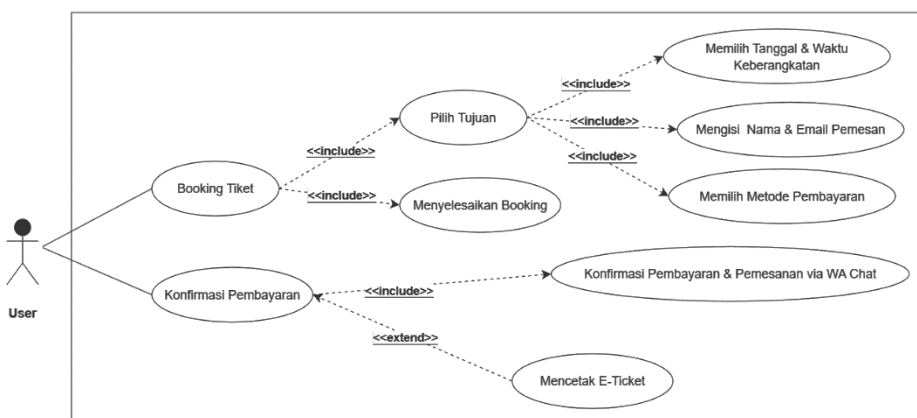 Memilih Tanggal & Waktu
Keberangkatan
<<include>>
Pilih Tujuan
<<include>>
Mengisi Nama & Email Pemesan
<<include>>
<<include>>
Booking Tiket
Memilih Metode Pembayaran
<<include>>
Menyelesaikan Booking
User
Konfirmasi Pembayaran & Pemesanan via WA Chat
Konfirmasi Pembayaran
<<include>>
<<extend>>
Mencetak E-Ticket